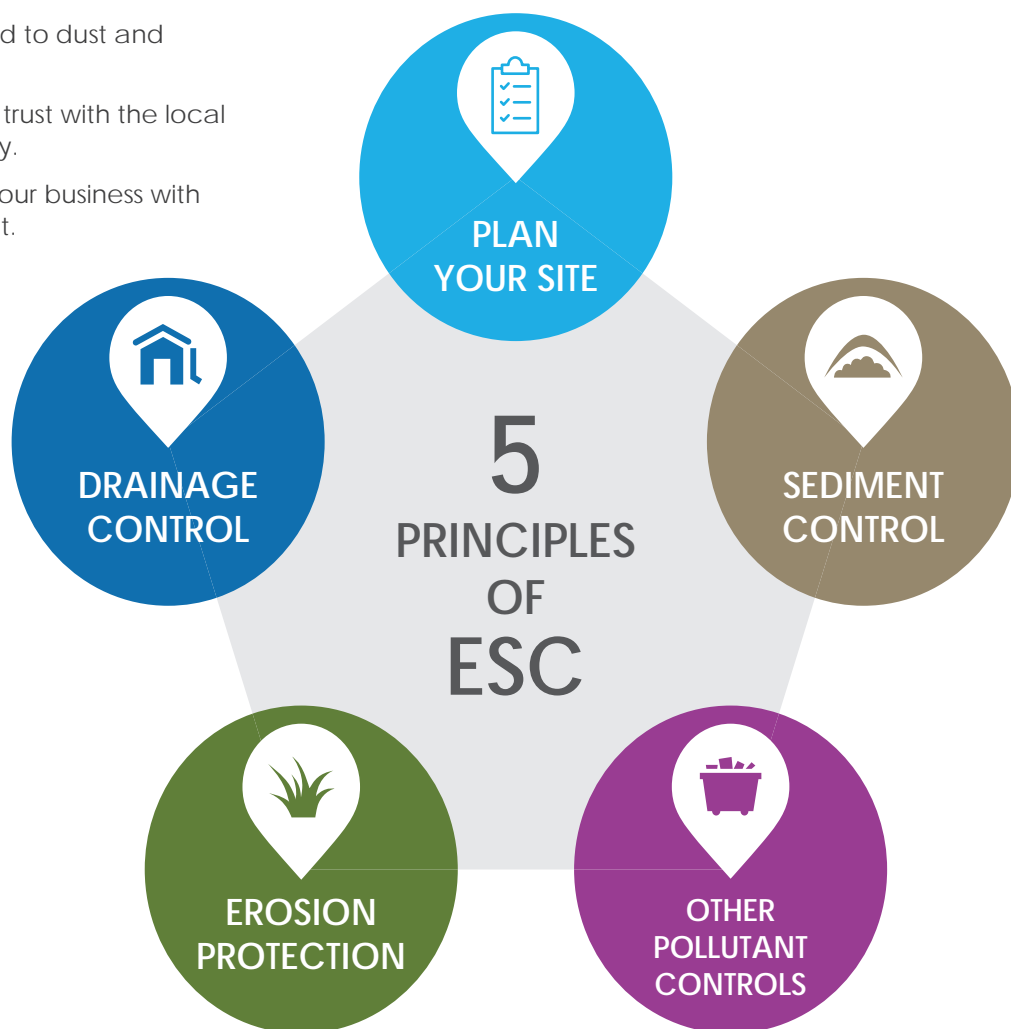 d to dust and
trust with the local
y.
our business with
t.
PLAN
YOUR SITE
DRAINAGE
CONTROL
SEDIMENT
CONTROL
5
PRINCIPLES
OF
ESC
EROSION
PROTECTION
OTHER
POLLUTANT
CONTROLS